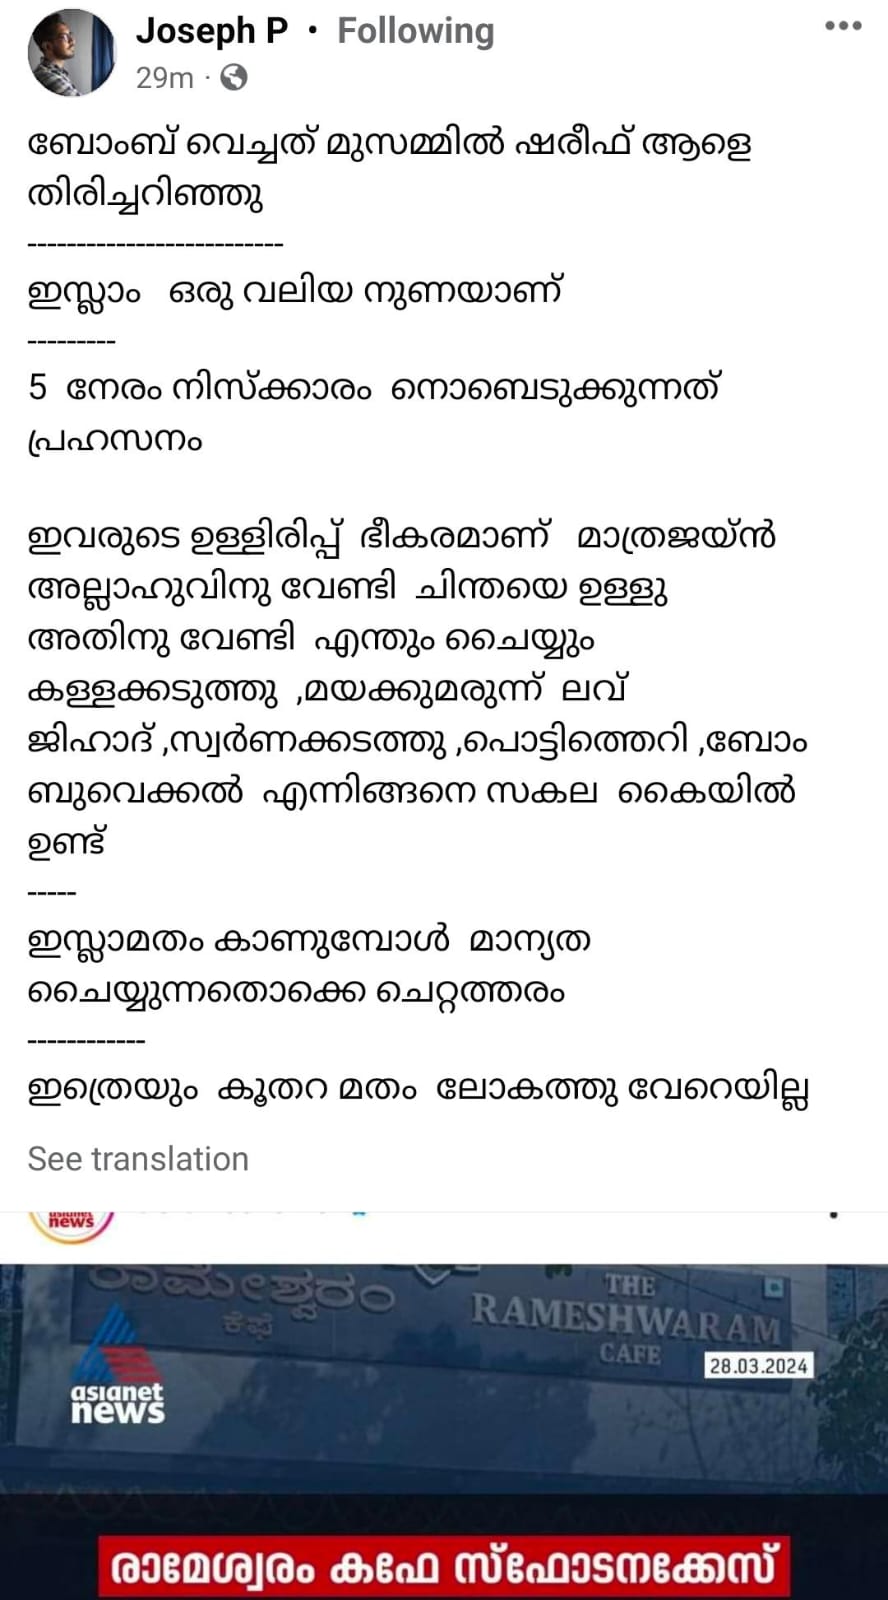 Joseph P • Following
29m ·
ബോംബ് വെച്ചത് മുസമ്മിൽ ഷരീഫ് ആളെ
തിരിച്ചറിഞ്ഞു
--------------------------
ഇസ്ലാം ഒരു വലിയ നുണയാണ്
---------
5 നേരം നിസ്ക്കാരം നൊബെടുക്കുന്നത്
പ്രഹസനം
ഇവരുടെ ഉള്ളിരിപ്പ് ഭീകരമാണ് മാത്രജയ്ൻ
അല്ലാഹുവിനു വേണ്ടി ചിന്തയെ ഉള്ളു
അതിനു വേണ്ടി എന്തും ചൈയ്യും
കള്ളക്കടുത്തു ,മയക്കുമരുന്ന് ലവ്
ജിഹാദ് ,സ്വർണക്കടത്തു ,പൊട്ടിത്തെറി ,ബോം
ബുവെക്കൽ എന്നിങ്ങനെ സകല കൈയിൽ
ഉണ്ട്
-----
ഇസ്ലാമതം കാണുമ്പോൾ മാന്യത
ചൈയ്യുന്നതൊക്കെ ചെറ്റത്തരം
------------
ഇത്രെയും കൂതറ മതം ലോകത്തു വേറെയില്ല
See translation
asianet
news
THE
RAMESHWARAM
CAFE
28.03.2024
asianet
news
രാമേശ്വരം കഫേ സ്ഫോടനക്കേസ്